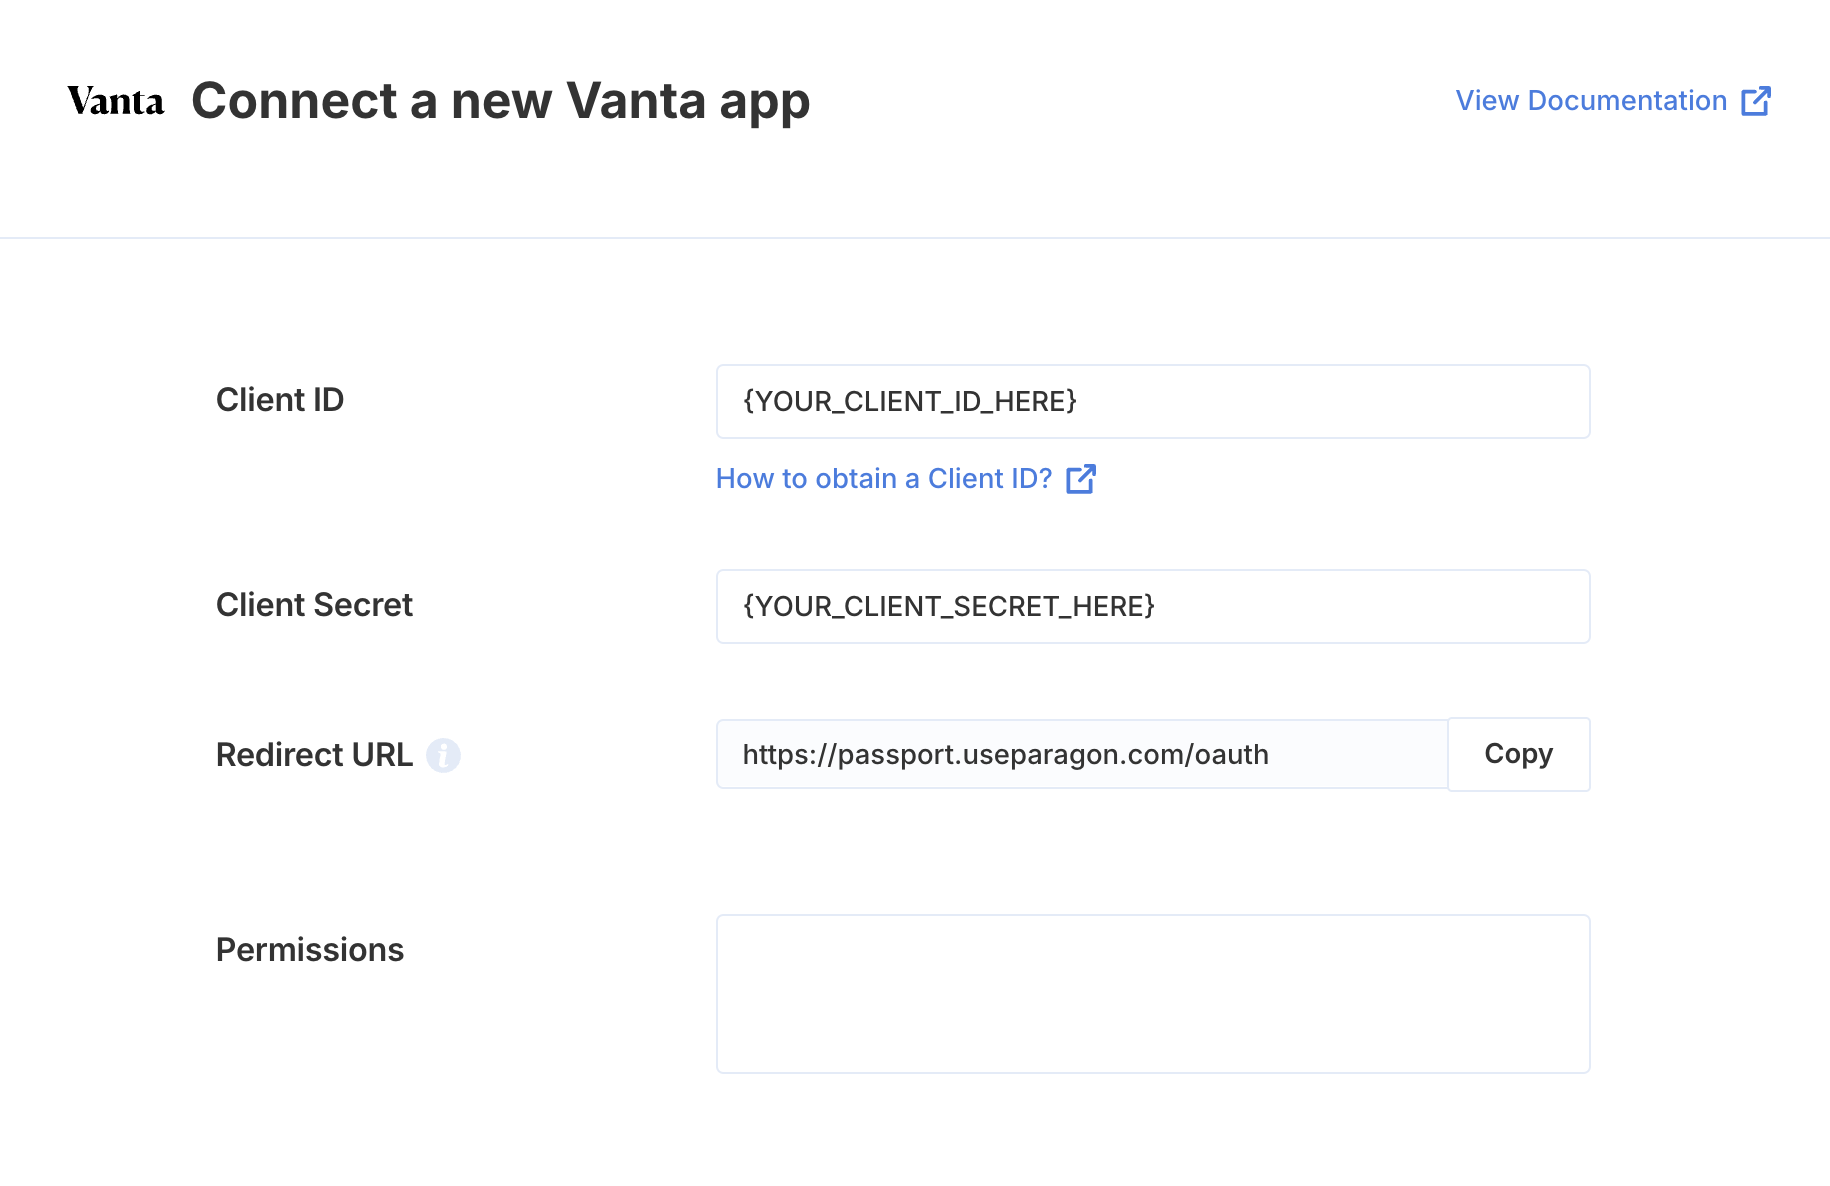 Vanta Connect a new Vanta app View Documentation
Client ID {YOUR_CLIENT_ID_HERE}
How to obtain a Client ID?
Client Secret {YOUR_CLIENT_SECRET_HERE}
Redirect URL i https://passport.useparagon.com/oauth Copy
Permissions